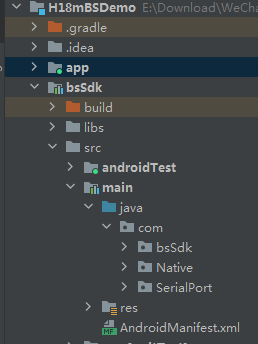 H18mBSDemo E:\Download\WeCha
.gradle
.idea
app
bsSdk
build
libs
src
androidTest
main
java
com
bsSdk
Native
SerialPort
res
AndroidManifest.xml